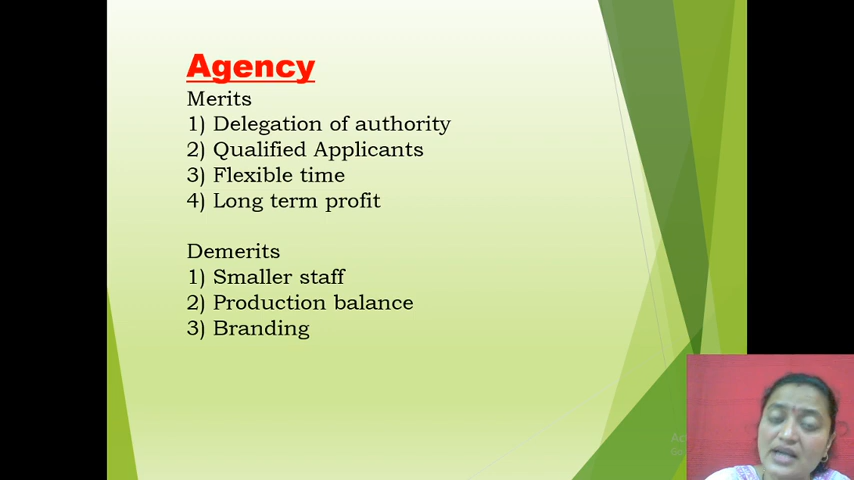 Agency
Merits
1) Delegation of authority
2) Qualified Applicants
3) Flexible time
4) Long term profit
Demerits
1) Smaller staff
2) Production balance
3) Branding